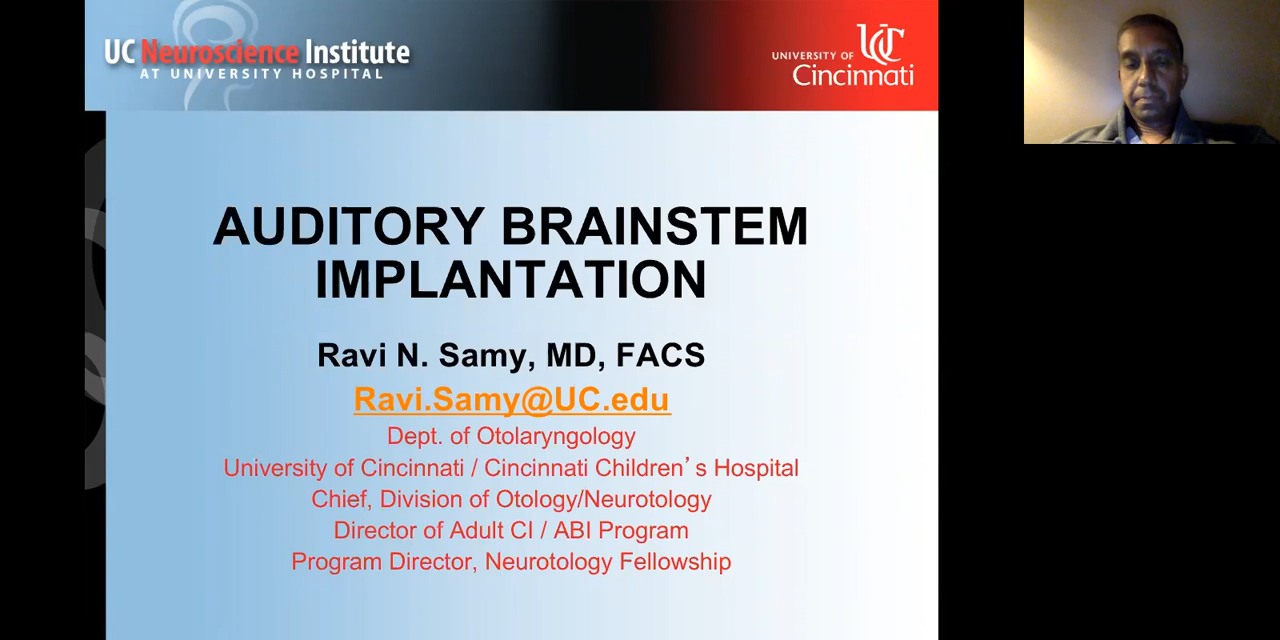 UC Neuroscience Institute
AT UNIVERSITY HOSPITAL
UNIVERSITY OF
UC
Cincinnati
AUDITORY BRAINSTEM
IMPLANTATION
Ravi N. Samy, MD, FACS
Ravi.Samy@UC.edu
Dept. of Otolaryngology
University of Cincinnati / Cincinnati Children’s Hospital
Chief, Division of Otology/Neurotology
Director of Adult CI / ABI Program
Program Director, Neurotology Fellowship